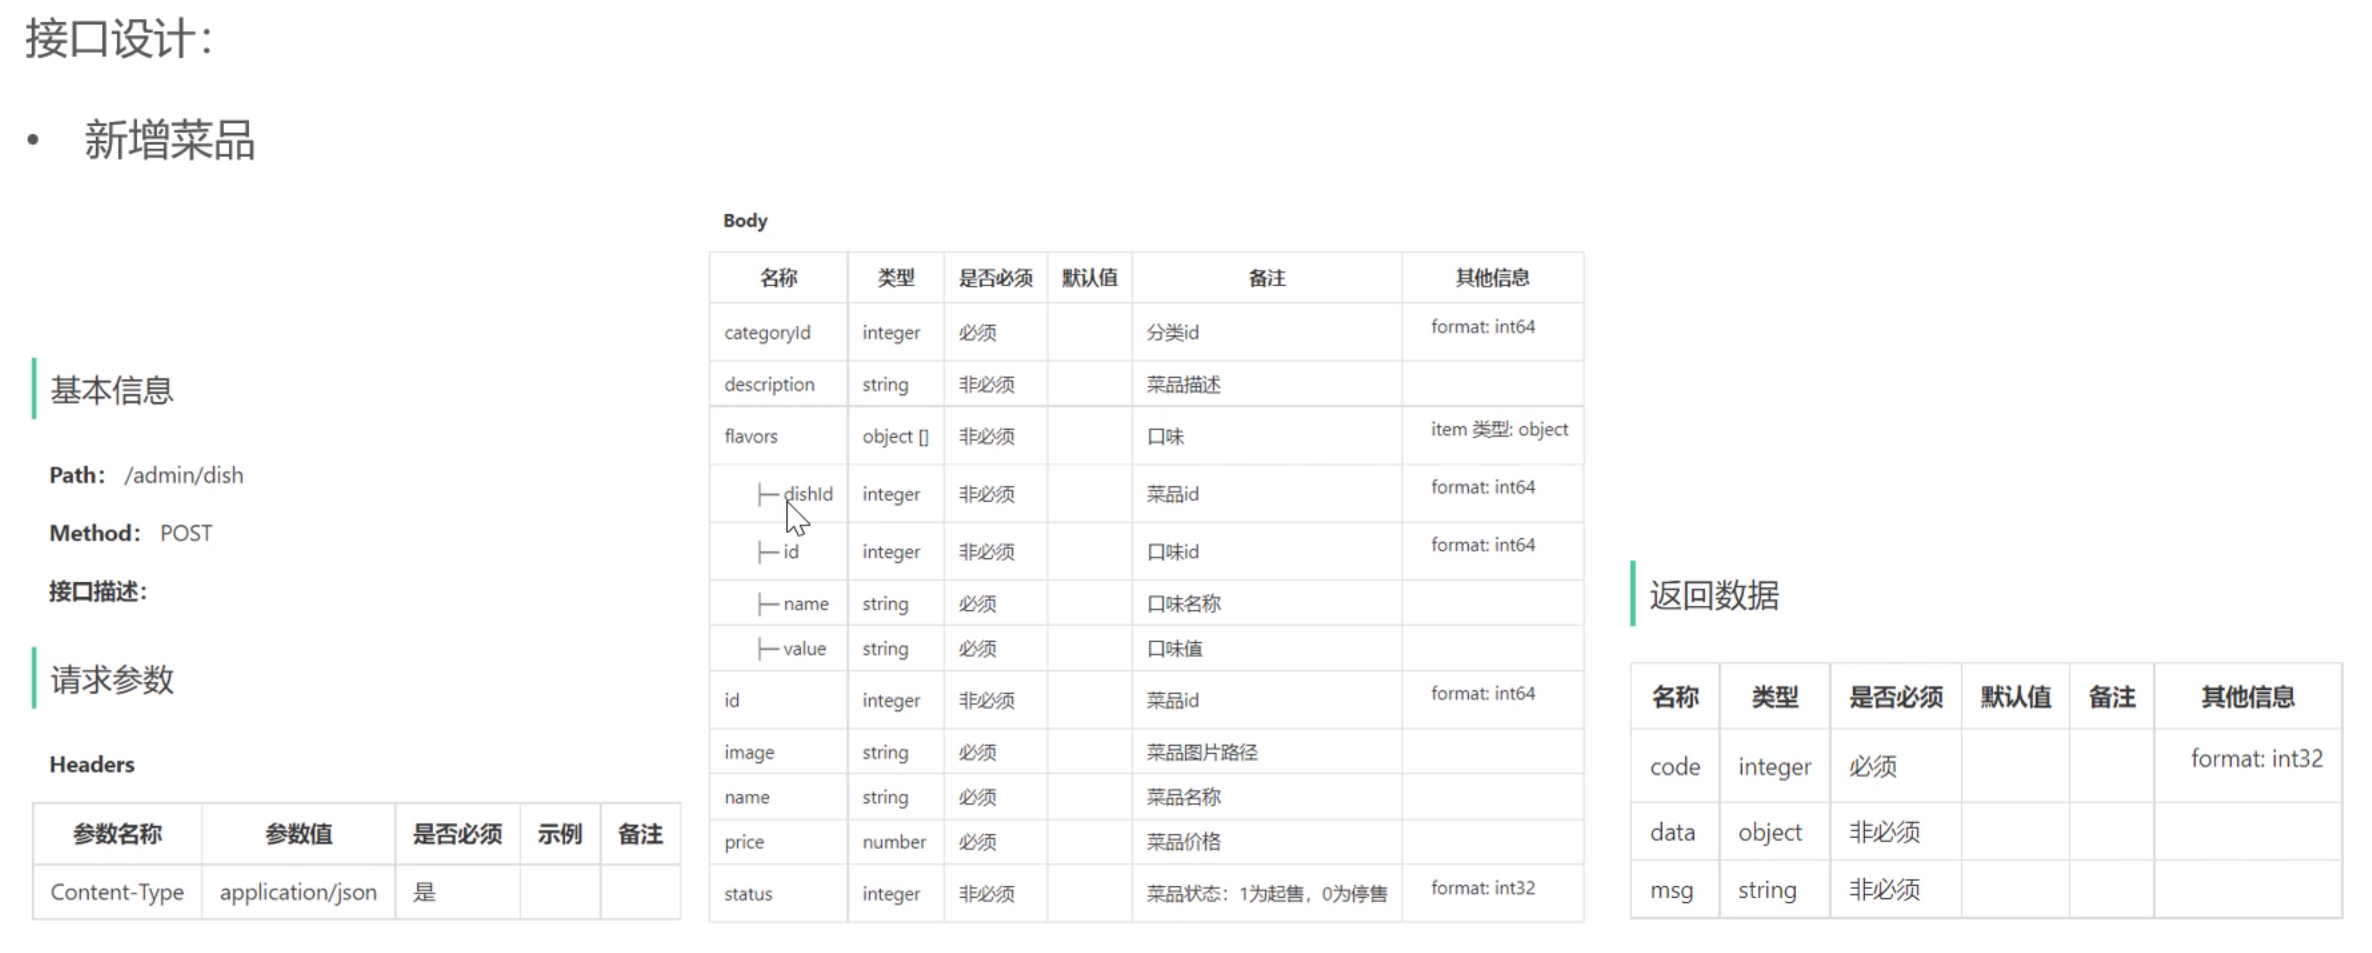 接口设计：
• 新增菜品
基本信息
Path： /admin/dish
Method： POST
接口描述：
请求参数
Headers
参数名称 参数值 是否必须 示例 备注
Content-Type application/json 是
Body
名称 类型 是否必须 默认值 备注 其他信息
categoryId integer 必须 分类id format: int64
description string 非必须 菜品描述
flavors object [] 非必须 口味 item 类型: object
├─ dishId integer 非必须 菜品id format: int64
├─ id integer 非必须 口味id format: int64
├─ name string 必须 口味名称
├─ value string 必须 口味值
id integer 非必须 菜品id format: int64
image string 必须 菜品图片路径
name string 必须 菜品名称
price number 必须 菜品价格
status integer 非必须 菜品状态：1为起售，0为停售 format: int32
返回数据
名称 类型 是否必须 默认值 备注 其他信息
code integer 必须 format: int32
data object 非必须
msg string 非必须